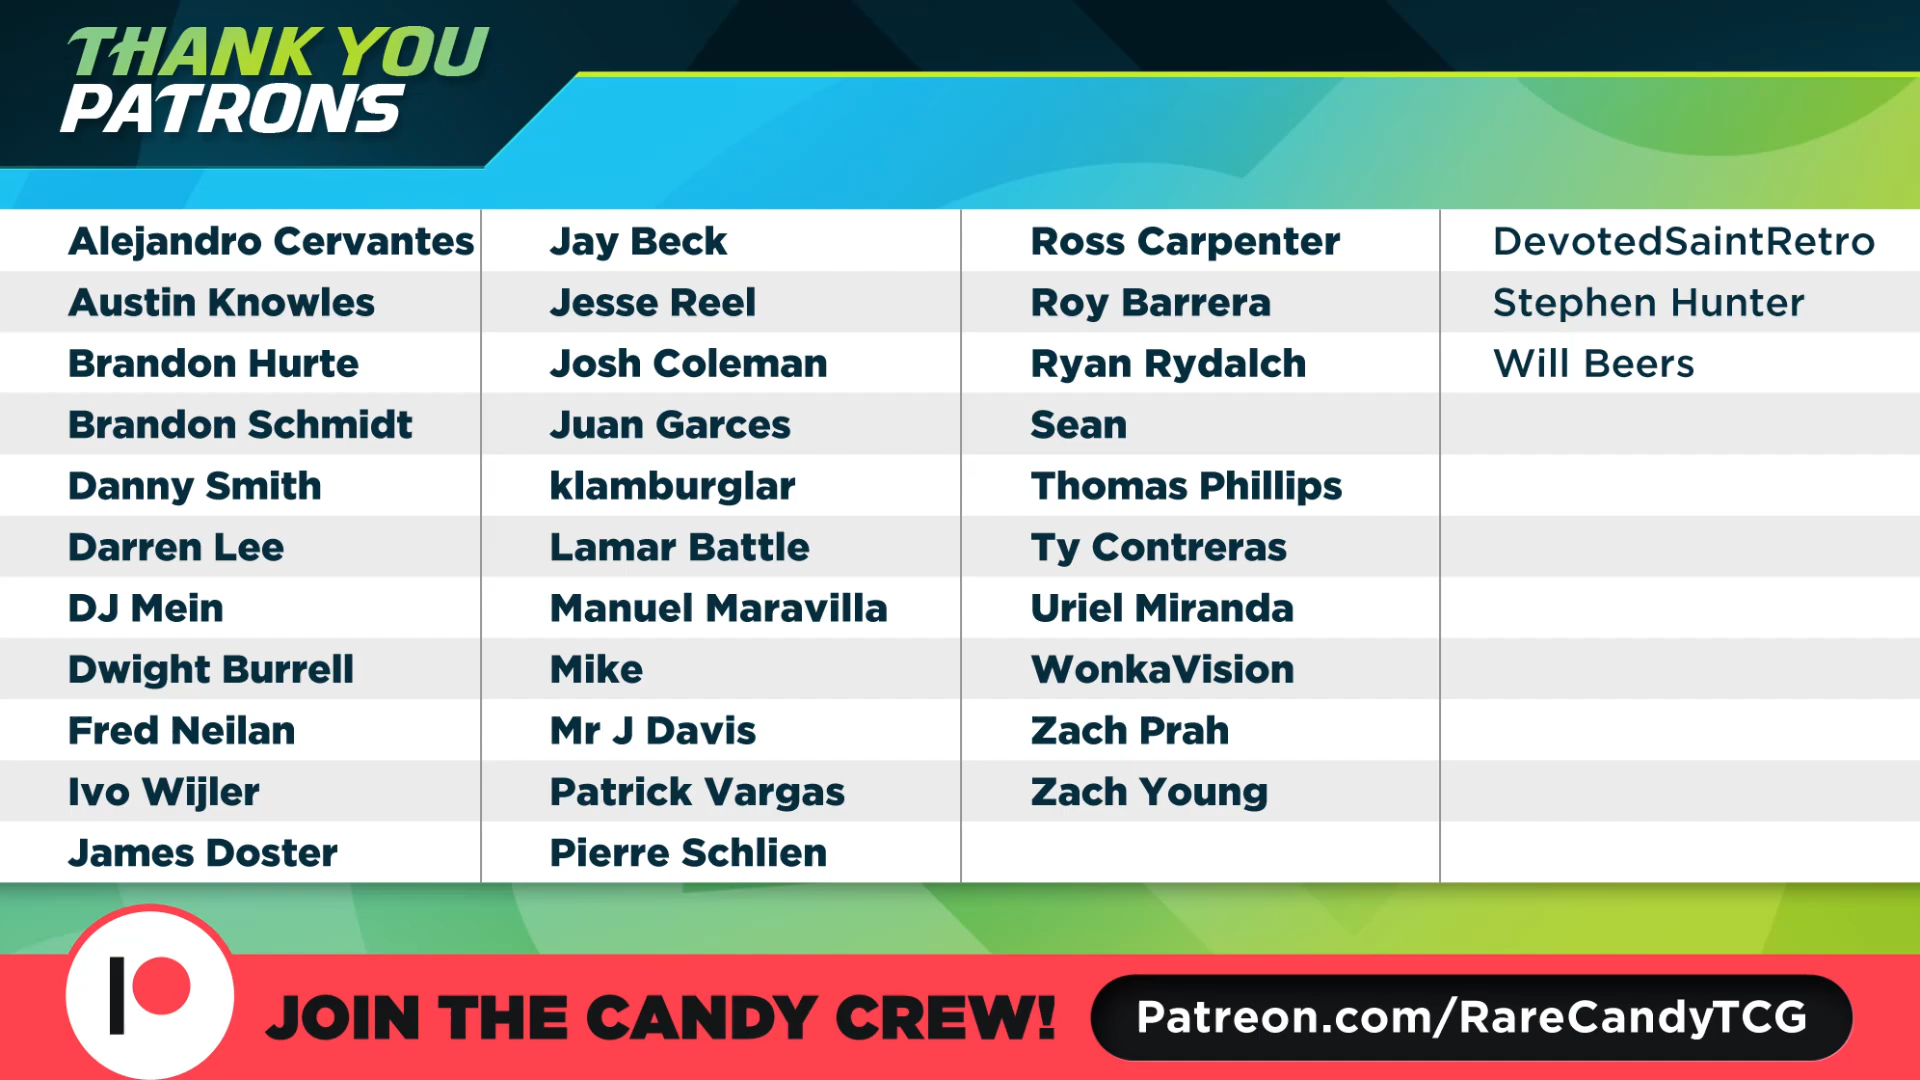 THANK YOU
PATRONS
Alejandro Cervantes
Austin Knowles
Brandon Hurte
Brandon Schmidt
Danny Smith
Darren Lee
DJ Mein
Dwight Burrell
Fred Neilan
Ivo Wijler
James Doster
Jay Beck
Jesse Reel
Josh Coleman
Juan Garces
klamburglar
Lamar Battle
Manuel Maravilla
Mike
Mr J Davis
Patrick Vargas
Pierre Schlien
Ross Carpenter
Roy Barrera
Ryan Rydalch
Sean
Thomas Phillips
Ty Contreras
Uriel Miranda
WonkaVision
Zach Prah
Zach Young
DevotedSaintRetro
Stephen Hunter
Will Beers
JOIN THE CANDY CREW!
Patreon.com/RareCandyTCG